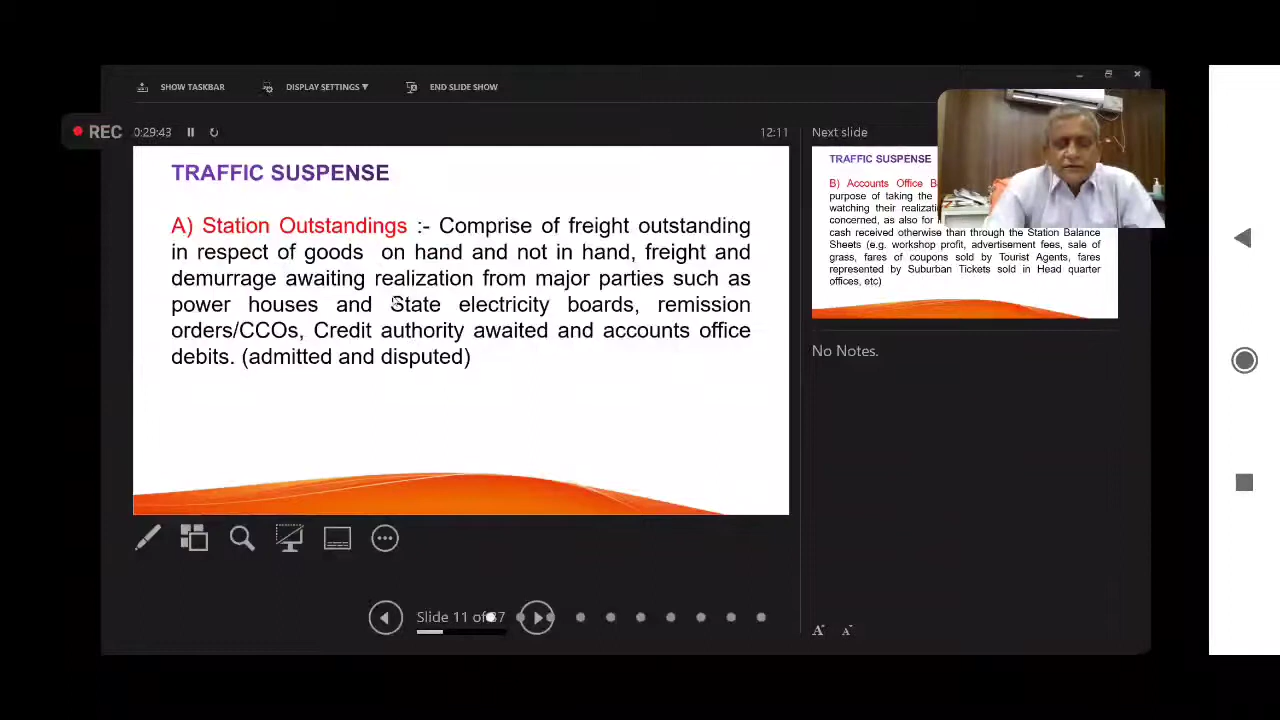 SHOW TASKBAR DISPLAY SETTINGS ▼ END SLIDE SHOW
REC 0:29:43 12:11 Next slide
TRAFFIC SUSPENSE
A) Station Outstandings :- Comprise of freight outstanding
in respect of goods on hand and not in hand, freight and
demurrage awaiting realization from major parties such as
power houses and State electricity boards, remission
orders/CCOs, Credit authority awaited and accounts office
debits. (admitted and disputed)
TRAFFIC SUSPENSE
B) Accounts Office B
purpose of taking the
watching their realizati
concerned, as also for
cash received otherwise than through the Station Balance
Sheets (e.g. workshop profit, advertisement fees, sale of
grass, fares of coupons sold by Tourist Agents, fares
represented by Suburban Tickets sold in Head quarter
offices, etc)
No Notes.
Slide 11 of 37
A A